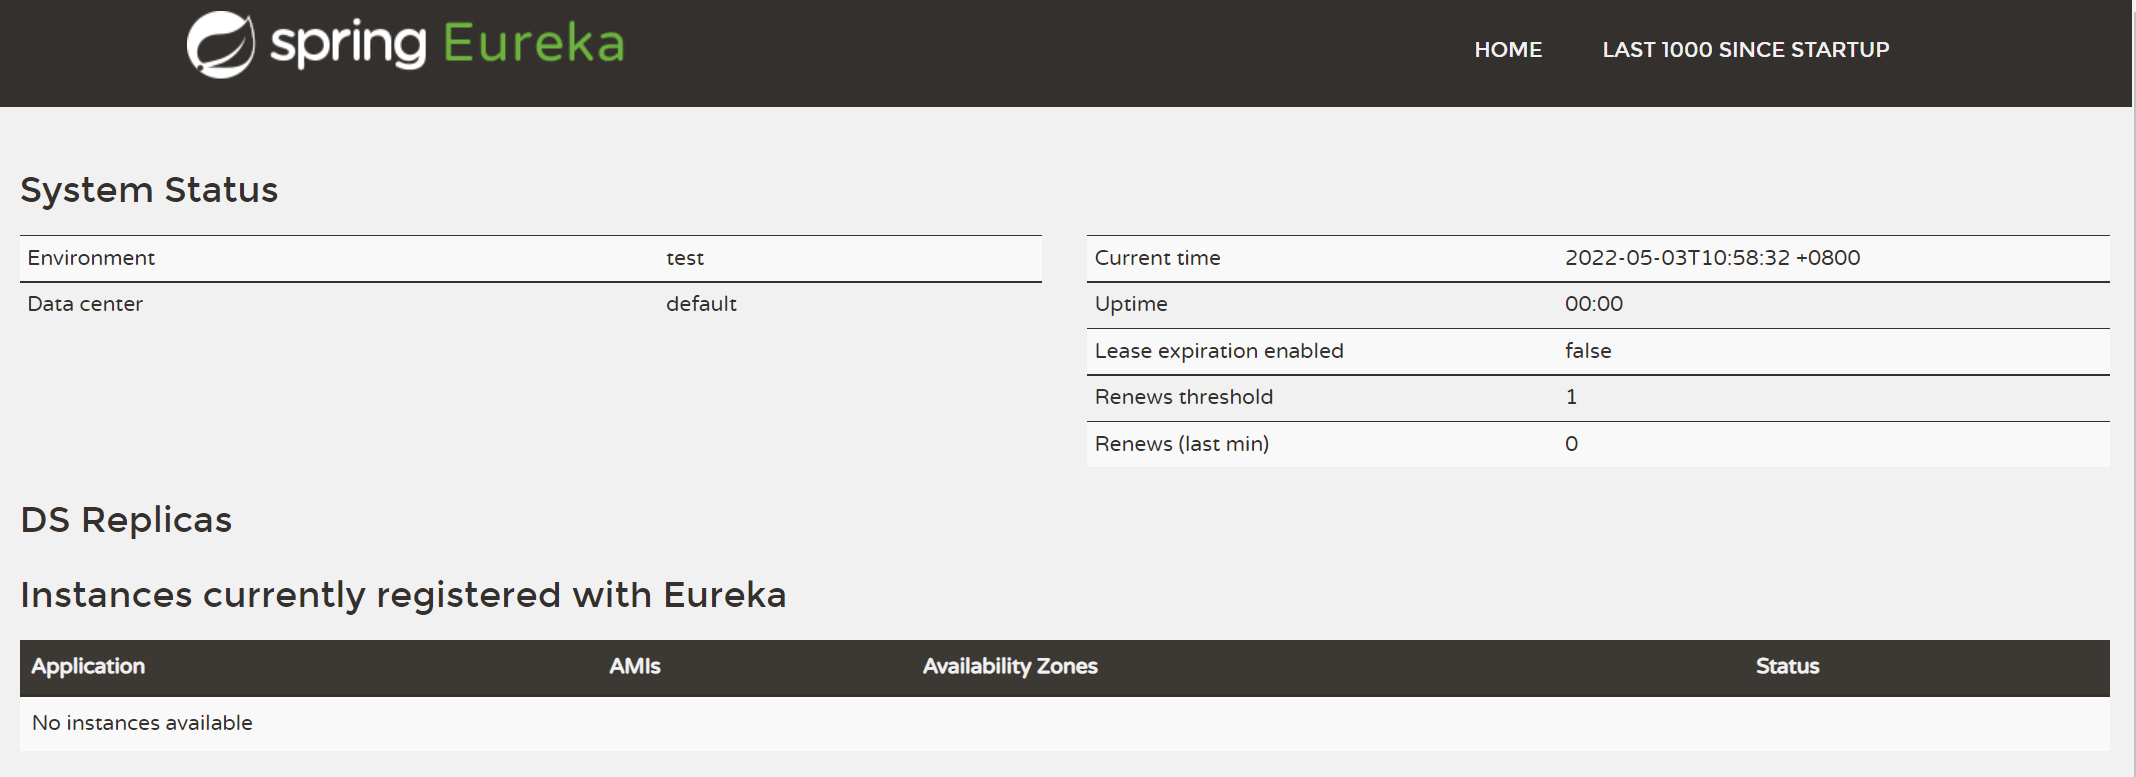 spring Eureka
HOME LAST 1000 SINCE STARTUP
System Status
Environment test
Data center default
Current time 2022-05-03T10:58:32 +0800
Uptime 00:00
Lease expiration enabled false
Renews threshold 1
Renews (last min) 0
DS Replicas
Instances currently registered with Eureka
Application AMIs Availability Zones Status
No instances available